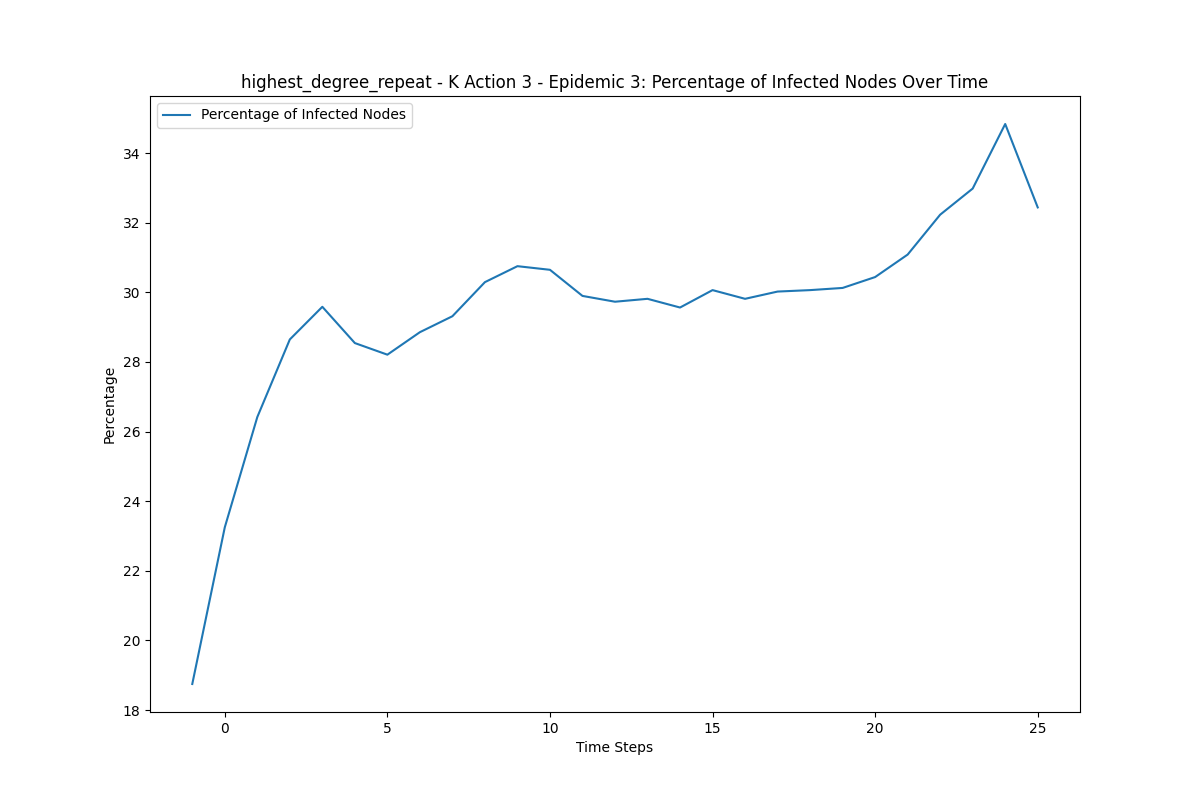 highest_degree_repeat - K Action 3 - Epidemic 3: Percentage of Infected Nodes Over Time
Percentage of Infected Nodes
34
32
30
28
26
24
22
20
18
Percentage
0 5 10 15 20 25
Time Steps